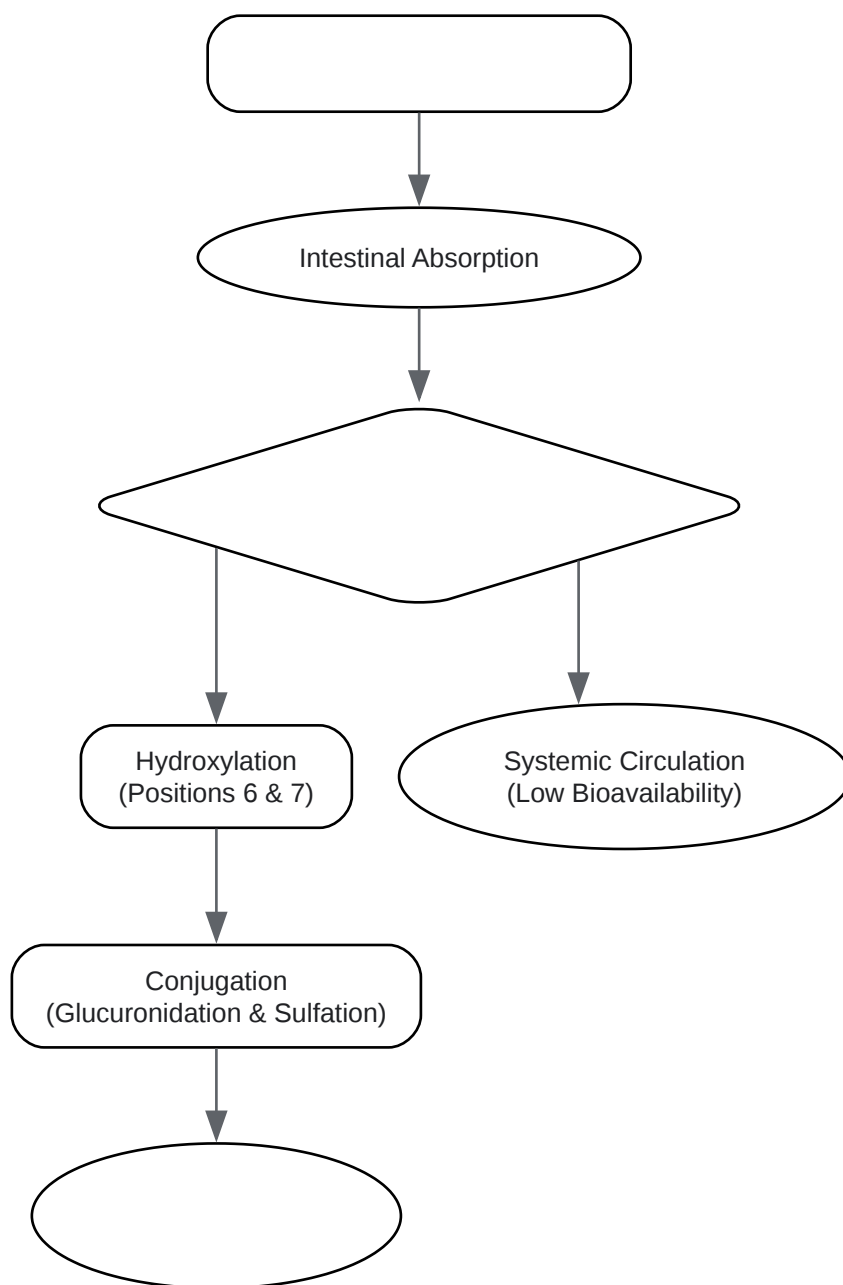 Intestinal Absorption
Hydroxylation
(Positions 6 & 7)
Systemic Circulation
(Low Bioavailability)
Conjugation
(Glucuronidation & Sulfation)